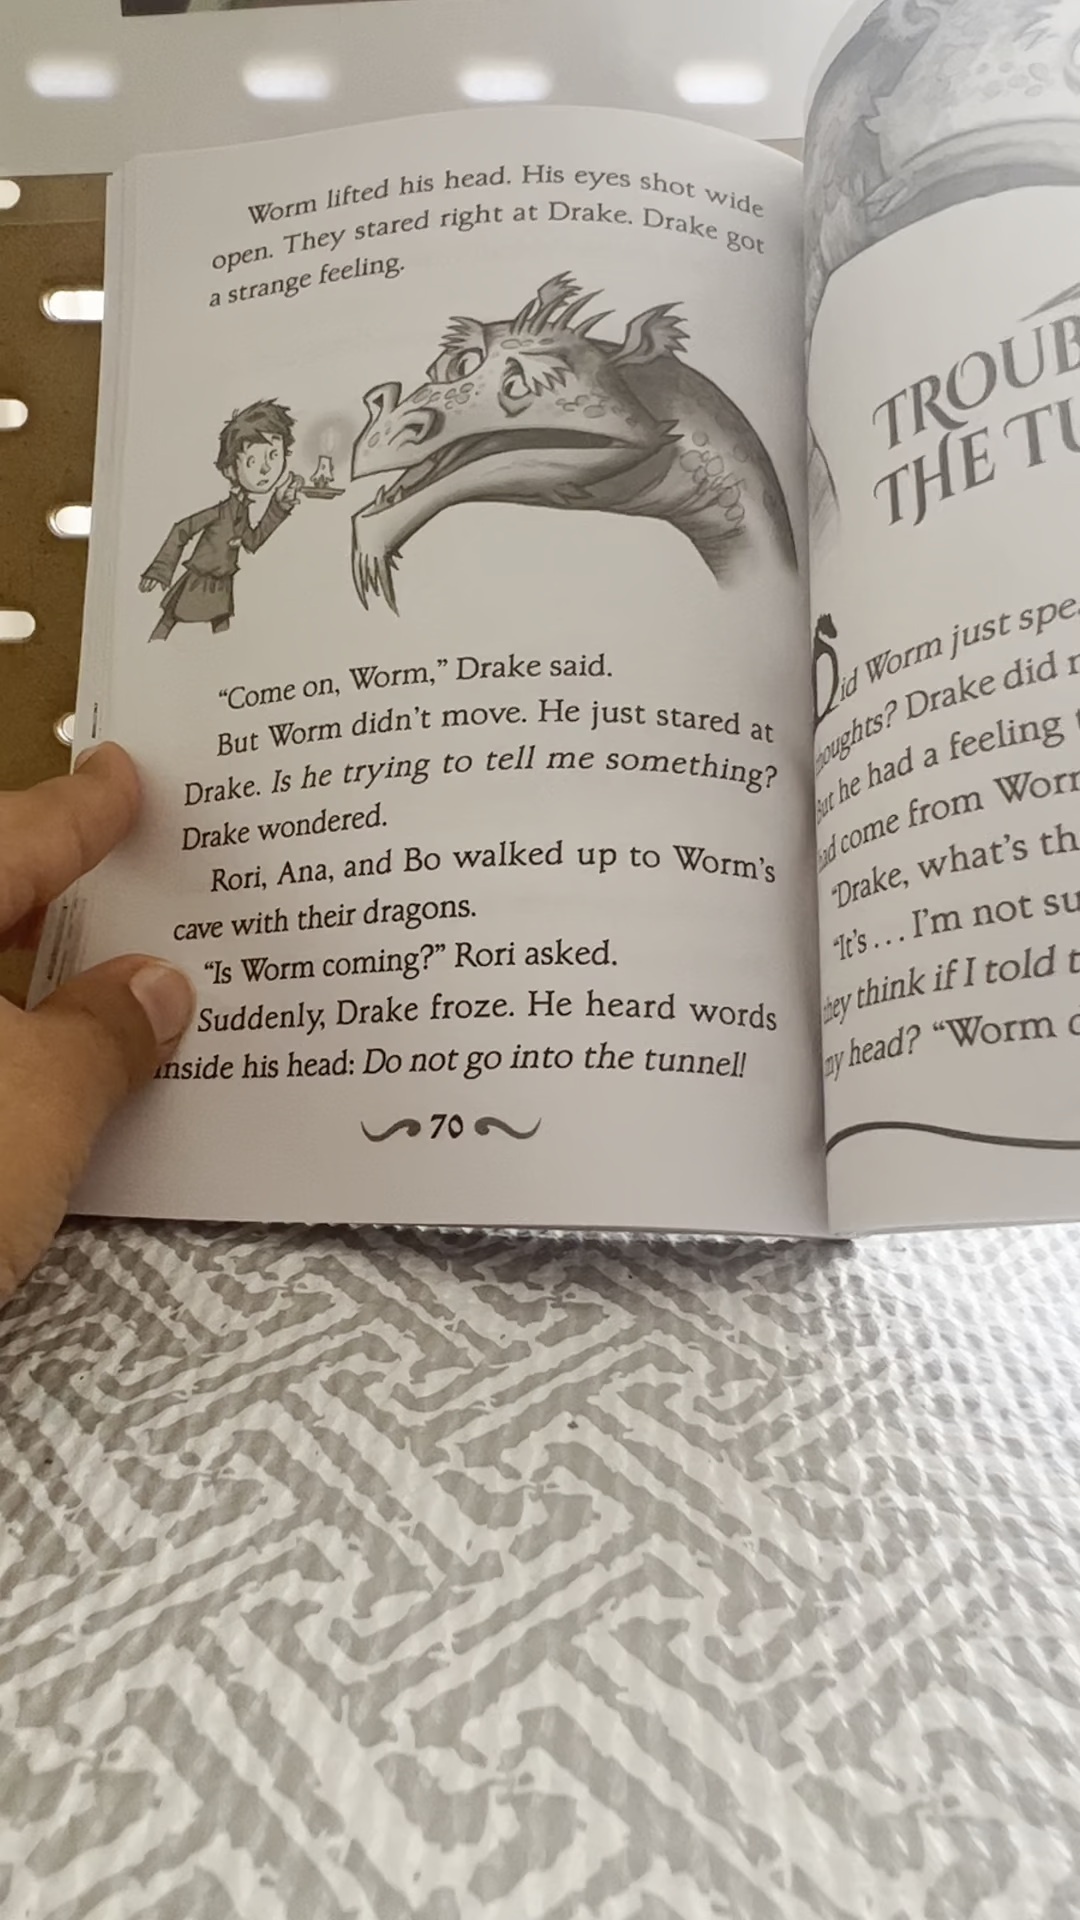 Worm lifted his head. His eyes shot wide
open. They stared right at Drake. Drake got
a strange feeling.
“Come on, Worm,” Drake said.
But Worm didn’t move. He just stared at
Drake. Is he trying to tell me something?
Drake wondered.
Rori, Ana, and Bo walked up to Worm’s
cave with their dragons.
“Is Worm coming?” Rori asked.
Suddenly, Drake froze. He heard words
inside his head: Do not go into the tunnel!
70
TROUB
THE TU
Did Worm just spe
oughts? Drake did
But he had a feeling
ad come from Wor
“Drake, what’s th
“It’s . . . I’m not su
hey think if I told t
my head? “Worm